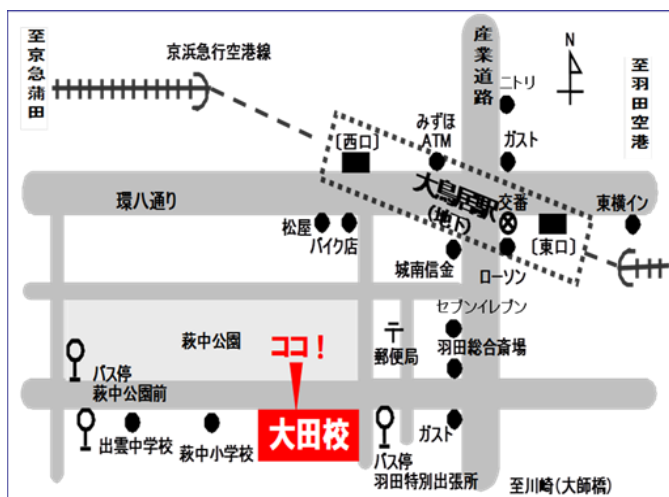 至京急蒲田
京浜急行空港線
産業道路
N
至羽田空港
ニトリ
みずほ
ATM
ガスト
〔西口〕
大鳥居駅
(地下)
交番
東横イン
環八通り
松屋
バイク店
城南信金
〔東口〕
ローソン
セブンイレブン
萩中公園
ココ！
〒
郵便局
羽田総合斎場
バス停
萩中公園前
大田校
出雲中学校
萩中小学校
ガスト
バス停
羽田特別出張所
至川崎(大師橋)